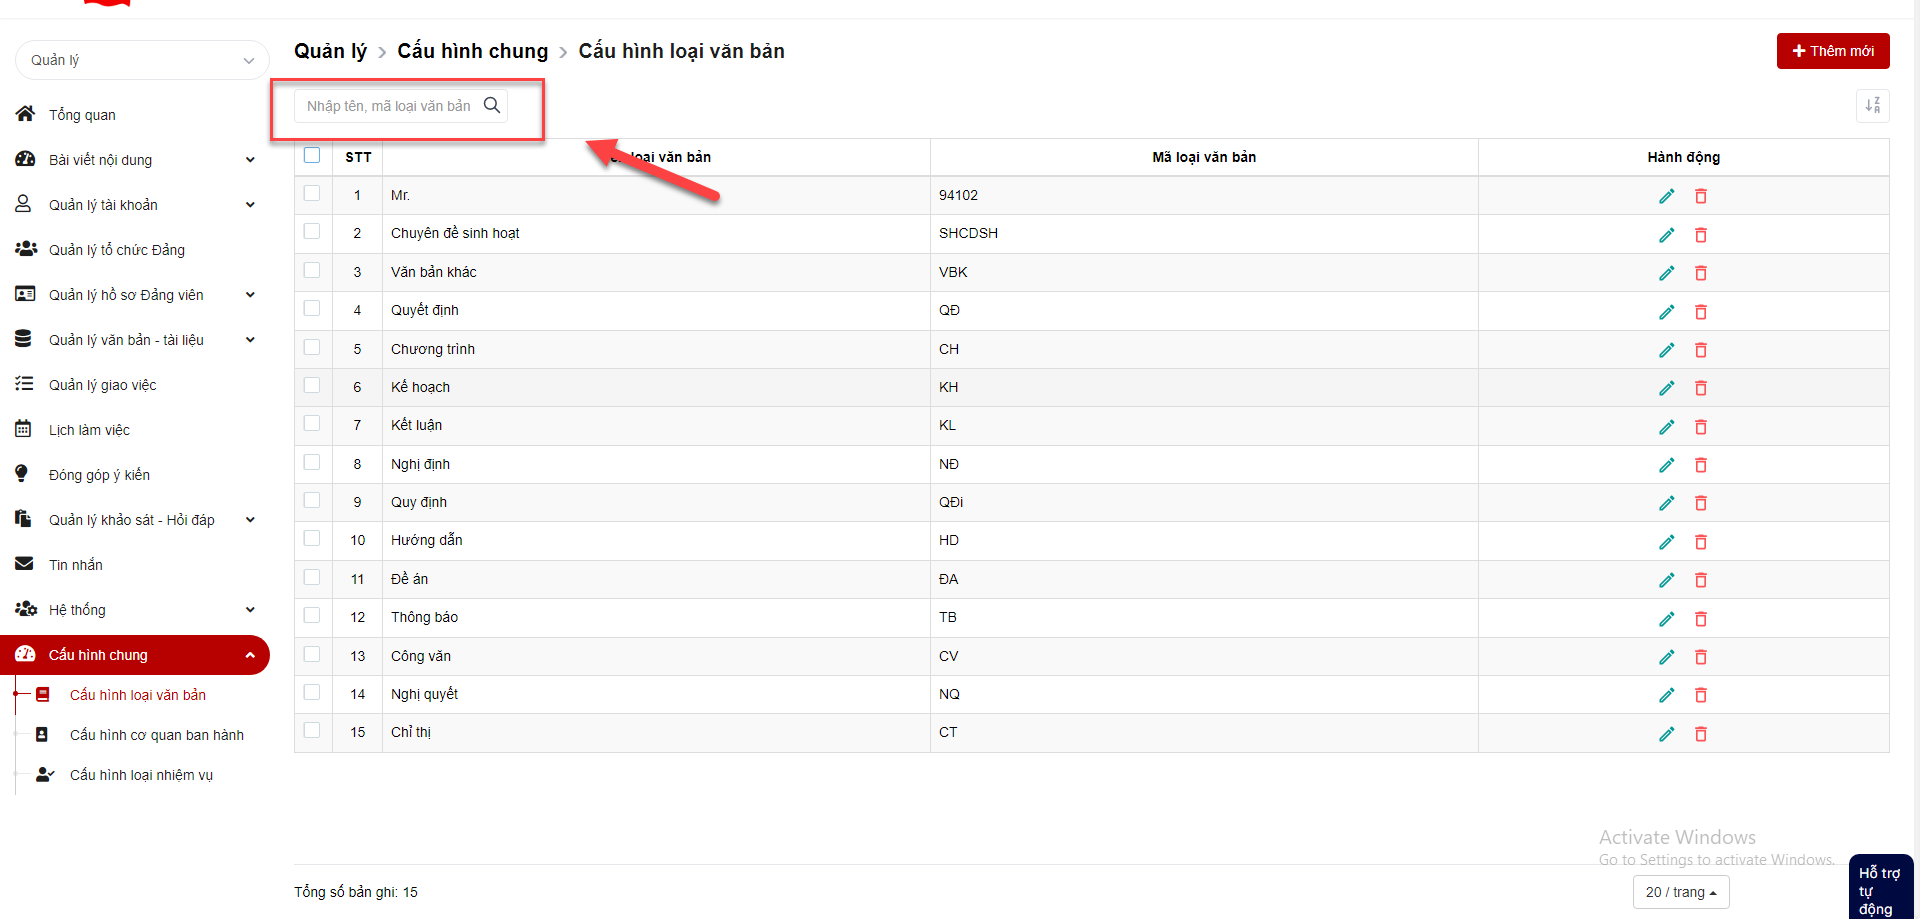 Quản lý
Tổng quan
Bài viết nội dung
Quản lý tài khoản
Quản lý tổ chức Đảng
Quản lý hồ sơ Đảng viên
Quản lý văn bản - tài liệu
Quản lý giao việc
Lịch làm việc
Đóng góp ý kiến
Quản lý khảo sát - Hỏi đáp
Tin nhắn
Hệ thống
Cấu hình chung
Cấu hình loại văn bản
Cấu hình cơ quan ban hành
Cấu hình loại nhiệm vụ
Quản lý > Cấu hình chung > Cấu hình loại văn bản
Thêm mới
Nhập tên, mã loại văn bản
STT loại văn bản Mã loại văn bản Hành động
1 Mr. 94102
2 Chuyên đề sinh hoạt SHCDSH
3 Văn bản khác VBK
4 Quyết định QĐ
5 Chương trình CH
6 Kế hoạch KH
7 Kết luận KL
8 Nghị định NĐ
9 Quy định QĐi
10 Hướng dẫn HD
11 Đề án ĐA
12 Thông báo TB
13 Công văn CV
14 Nghị quyết NQ
15 Chỉ thị CT
Activate Windows
Go to Settings to activate Windows.
Tổng số bản ghi: 15
20 / trang
Hỗ trợ
tự
động